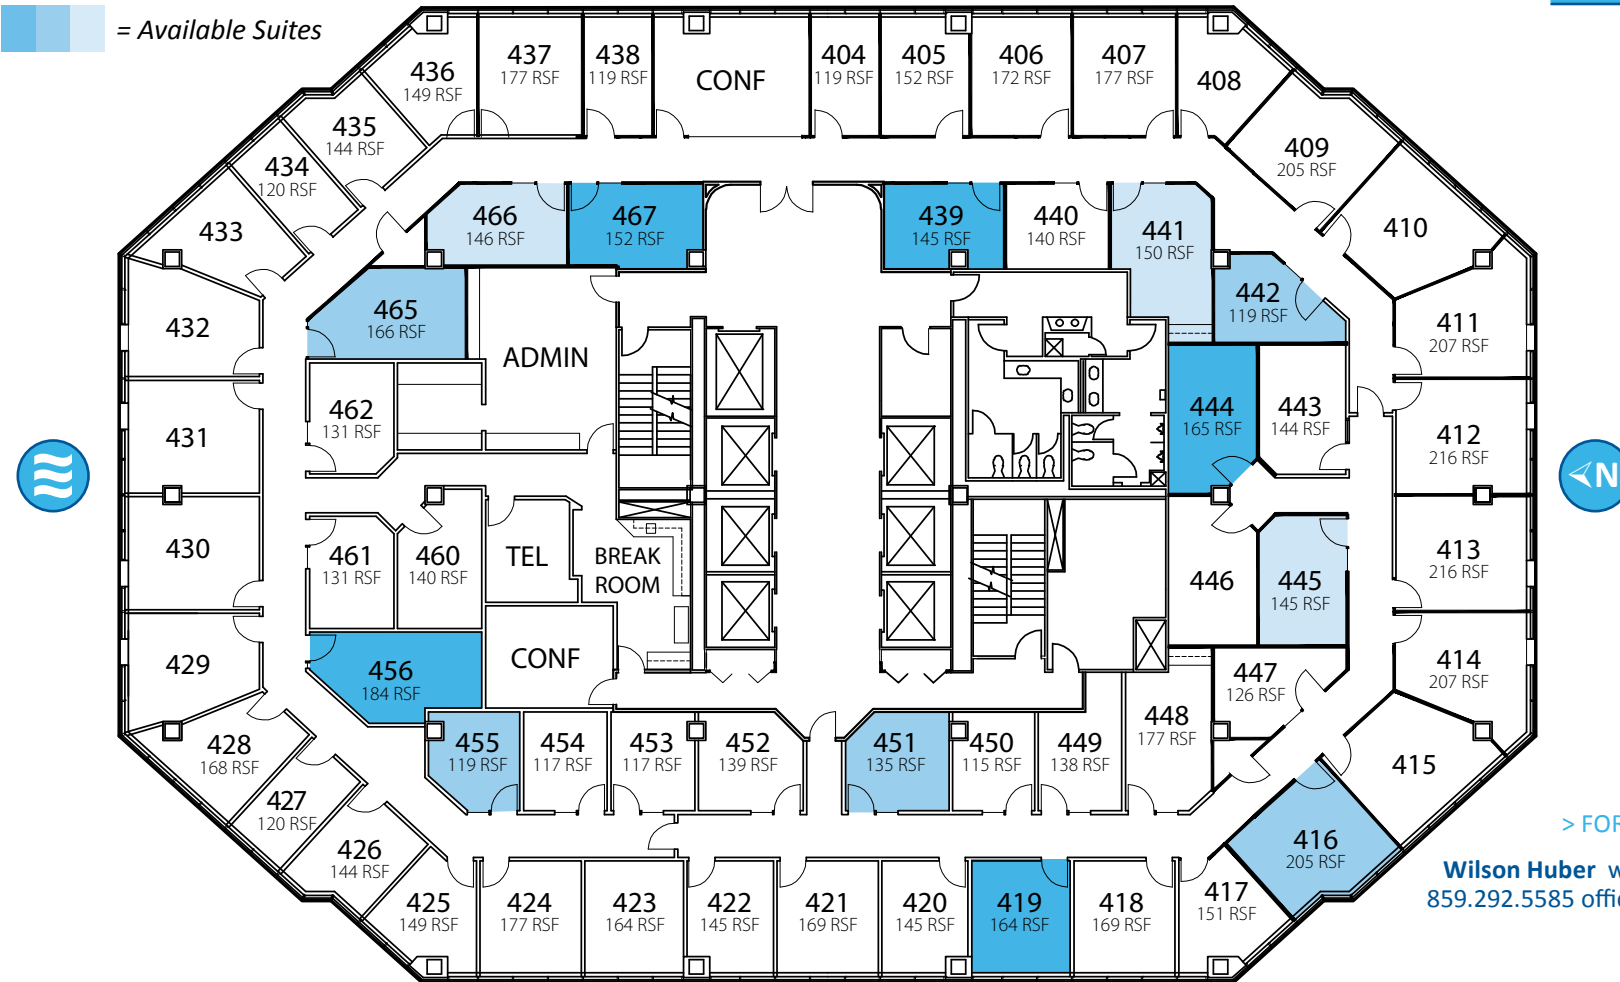 = Available Suites
436
149 RSF
437
177 RSF
438
119 RSF
CONF
404
119 RSF
405
152 RSF
406
172 RSF
407
177 RSF
408
435
144 RSF
434
120 RSF
433
409
205 RSF
410
466
146 RSF
467
152 RSF
439
145 RSF
440
140 RSF
441
150 RSF
442
119 RSF
432
465
166 RSF
ADMIN
411
207 RSF
431
462
131 RSF
444
165 RSF
443
144 RSF
412
216 RSF
N
430
461
131 RSF
460
140 RSF
TEL
BREAK
ROOM
446
445
145 RSF
413
216 RSF
429
456
184 RSF
CONF
447
126 RSF
414
207 RSF
428
168 RSF
455
119 RSF
454
117 RSF
453
117 RSF
452
139 RSF
451
135 RSF
450
115 RSF
449
138 RSF
448
177 RSF
415
427
120 RSF
426
144 RSF
416
205 RSF
425
149 RSF
424
177 RSF
423
164 RSF
422
145 RSF
421
169 RSF
420
145 RSF
419
164 RSF
418
169 RSF
417
151 RSF
> FOR
Wilson Huber w
859.292.5585 offic